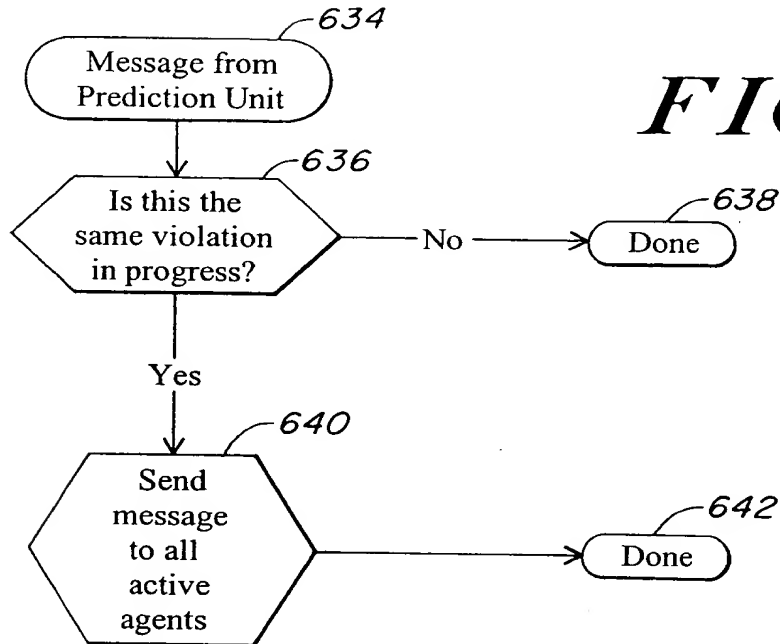 634
Message from
Prediction Unit
FIG
636
Is this the
same violation
in progress?
No
638
Done
Yes
640
Send
message
to all
active
agents
642
Done